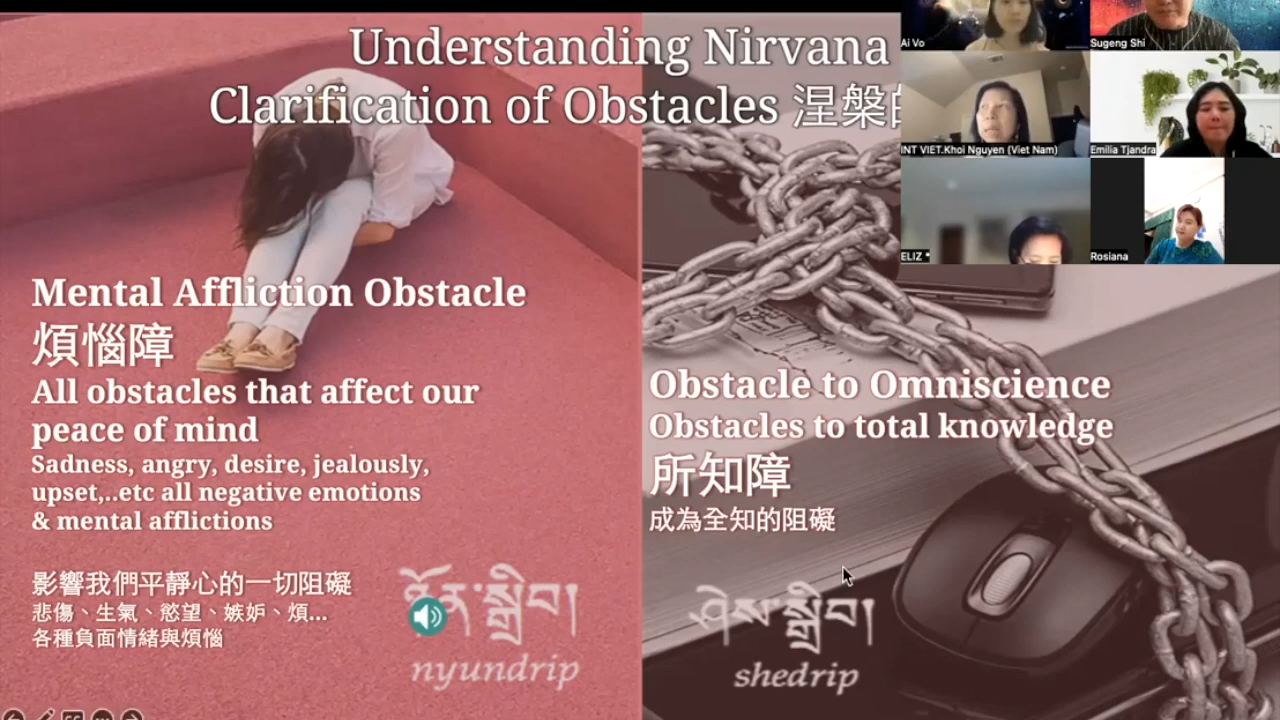 Understanding Nirvana
Clarification of Obstacles 涅槃的
Mental Affliction Obstacle
煩惱障
All obstacles that affect our
peace of mind
Sadness, angry, desire, jealously,
upset,..etc all negative emotions
& mental afflictions
影響我們平靜心的一切阻礙
悲傷、生氣、慾望、嫉妒、煩...
各種負面情緒與煩惱
ཉོན་སྒྲིབ།
nyundrip
Obstacle to Omniscience
Obstacles to total knowledge
所知障
成為全知的阻礙
ཤེས་སྒྲིབ།
shedrip
Ai Vo
Sugeng Shi
INT VIET.Khoi Nguyen (Viet Nam)
Emilia Tjandra
ELIZ *
Rosiana